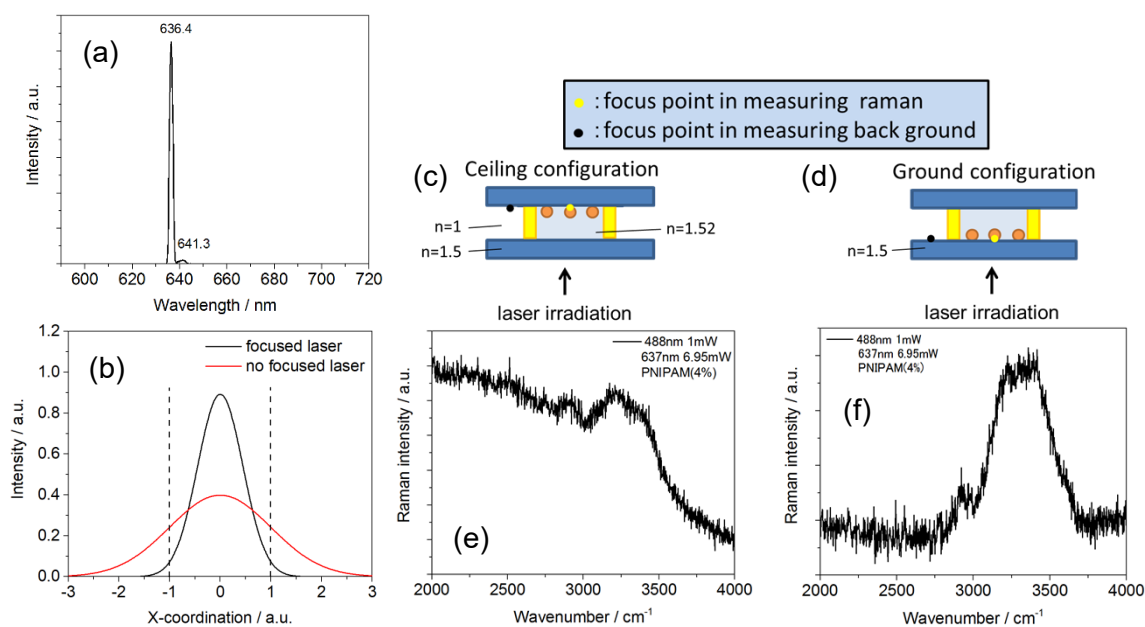 (a)
636.4
641.3
Intensity / a.u.
600 620 640 660 680 700 720
Wavelength / nm
: focus point in measuring raman
: focus point in measuring back ground
(c)
Ceiling configuration
n=1
n=1.52
n=1.5
laser irradiation
(d)
Ground configuration
n=1.5
laser irradiation
(b)
focused laser
no focused laser
1.2
1.0
0.8
0.6
0.4
0.2
0.0
Intensity / a.u.
-3 -2 -1 0 1 2 3
X-coordination / a.u.
488nm 1mW
637nm 6.95mW
PNIPAM(4%)
(e)
Raman intensity / a.u.
2000 2500 3000 3500 4000
Wavenumber / cm⁻¹
488nm 1mW
637nm 6.95mW
PNIPAM(4%)
(f)
Raman intensity / a.u.
2000 2500 3000 3500 4000
Wavenumber / cm⁻¹